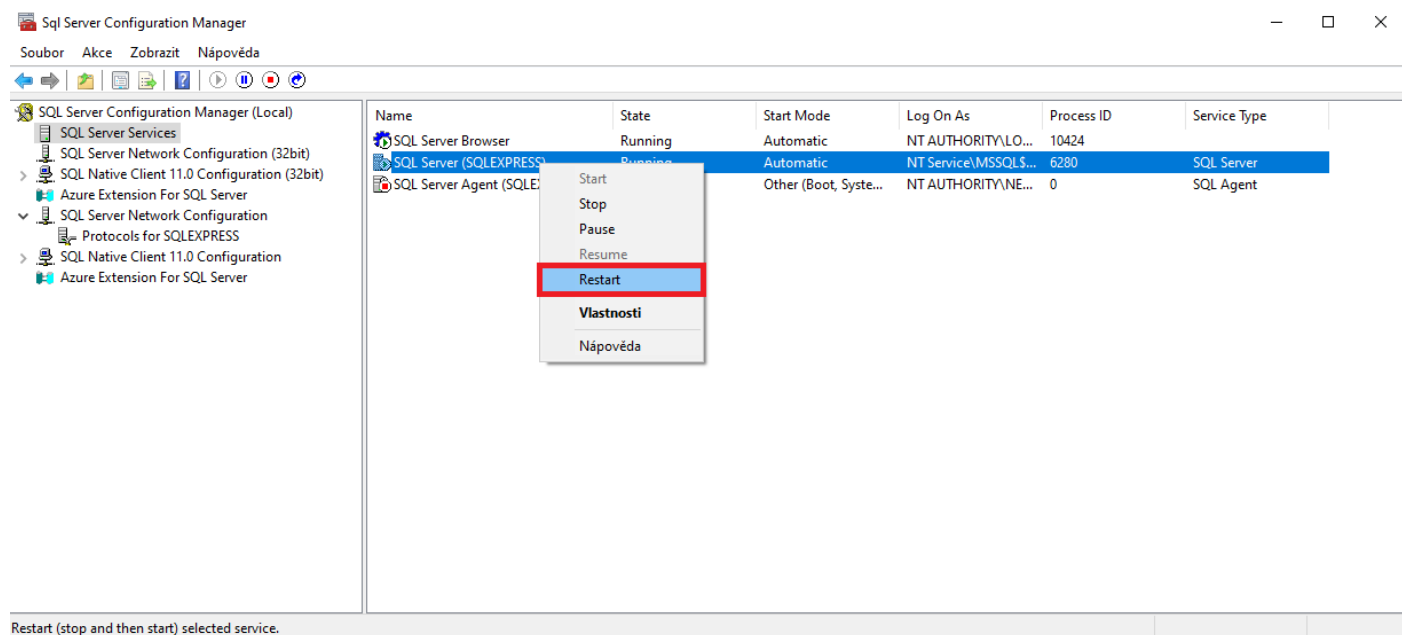 Sql Server Configuration Manager
Soubor Akce Zobrazit Nápověda
SQL Server Configuration Manager (Local)
SQL Server Services
SQL Server Network Configuration (32bit)
SQL Native Client 11.0 Configuration (32bit)
Azure Extension For SQL Server
SQL Server Network Configuration
Protocols for SQLEXPRESS
SQL Native Client 11.0 Configuration
Azure Extension For SQL Server
Name State Start Mode Log On As Process ID Service Type
SQL Server Browser Running Automatic NT AUTHORITY\LO... 10424
SQL Server (SQLEXPRESS) Running Automatic NT Service\MSSQL$... 6280 SQL Server
SQL Server Agent (SQLE Other (Boot, Syste... NT AUTHORITY\NE... 0 SQL Agent
Start
Stop
Pause
Resume
Restart
Vlastnosti
Nápověda
Restart (stop and then start) selected service.